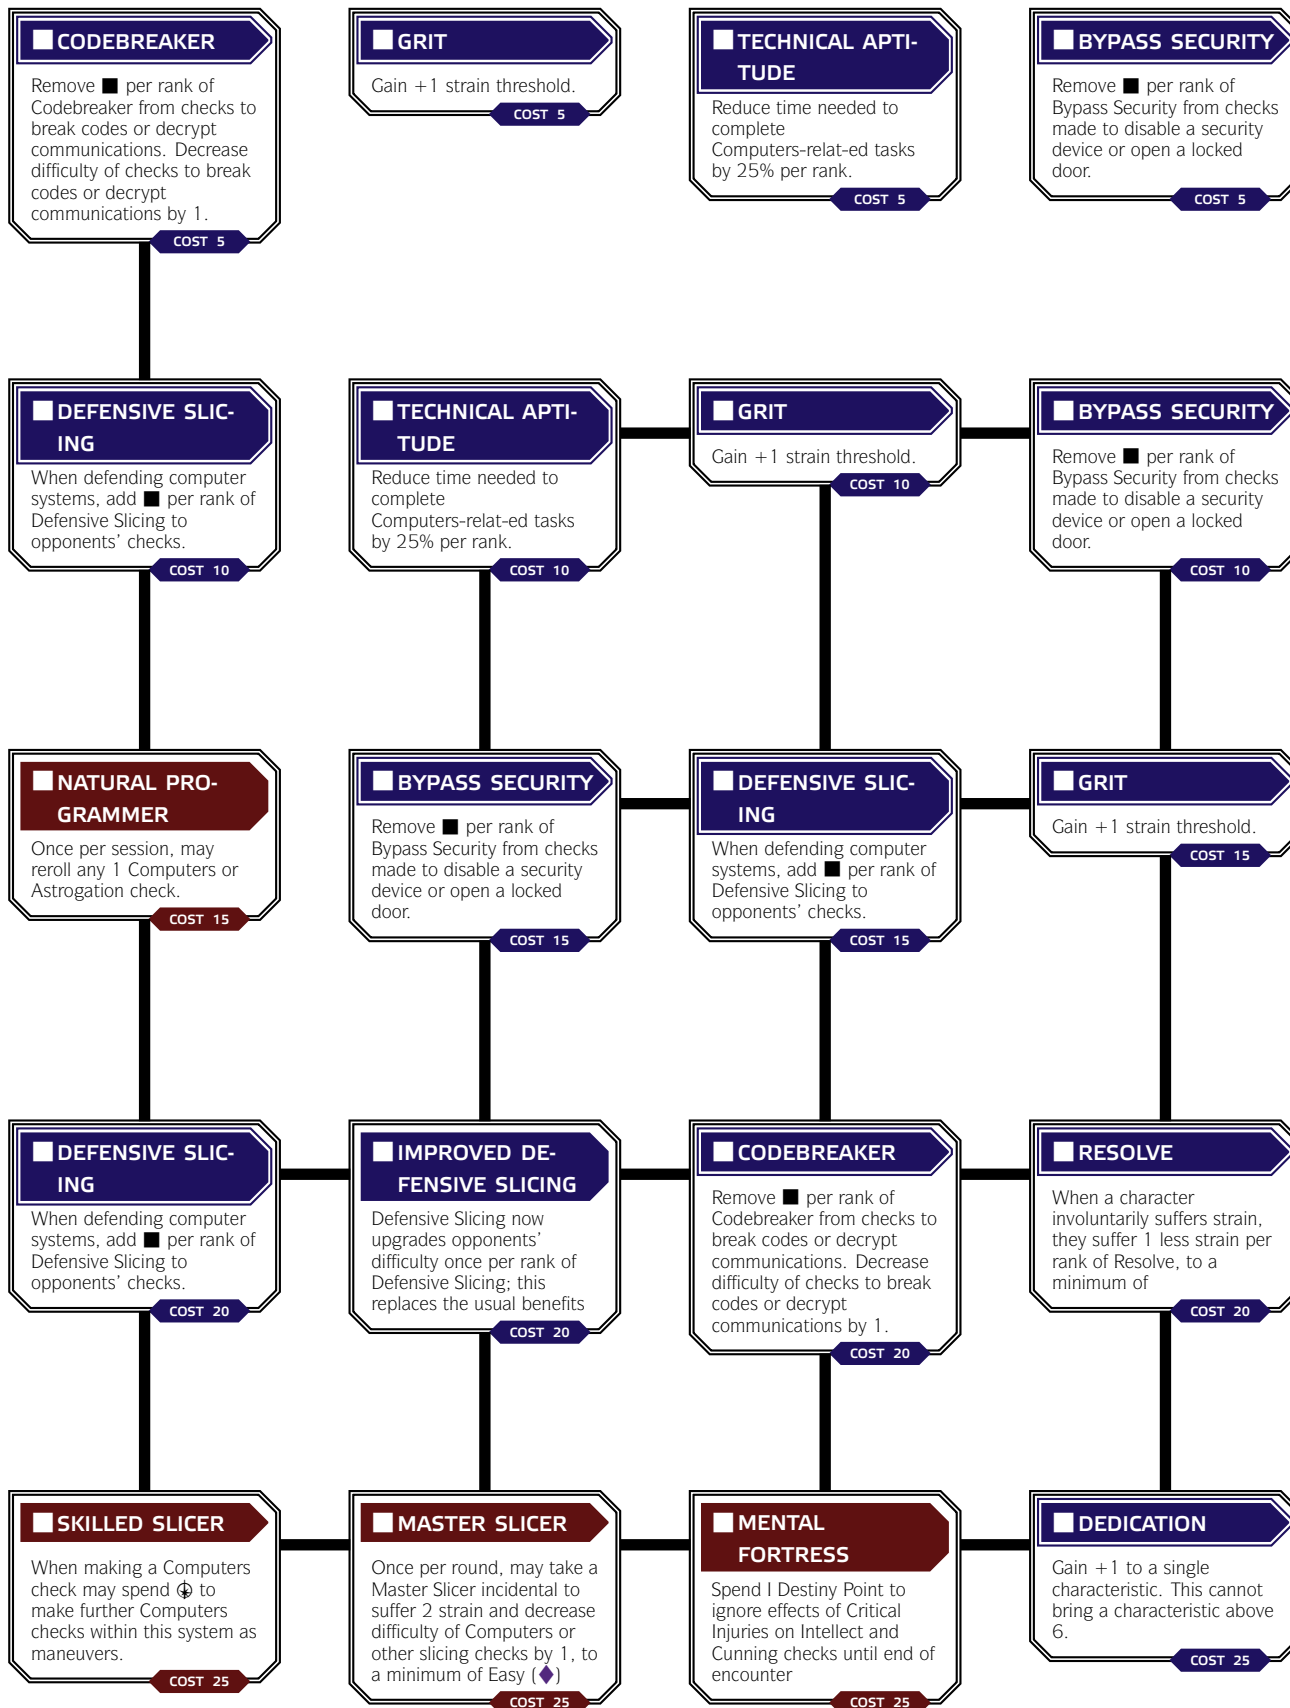 CODEBREAKER
Remove ■ per rank of
Codebreaker from checks to
break codes or decrypt
communications. Decrease
difficulty of checks to break
codes or decrypt
communications by 1.
COST 5
GRIT
Gain +1 strain threshold.
COST 5
TECHNICAL APTI-
TUDE
Reduce time needed to
complete
Computers-relat-ed tasks
by 25% per rank.
COST 5
BYPASS SECURITY
Remove ■ per rank of
Bypass Security from checks
made to disable a security
device or open a locked
door.
COST 5
DEFENSIVE SLIC-
ING
When defending computer
systems, add ■ per rank of
Defensive Slicing to
opponents' checks.
COST 10
TECHNICAL APTI-
TUDE
Reduce time needed to
complete
Computers-relat-ed tasks
by 25% per rank.
COST 10
GRIT
Gain +1 strain threshold.
COST 10
BYPASS SECURITY
Remove ■ per rank of
Bypass Security from checks
made to disable a security
device or open a locked
door.
COST 10
NATURAL PRO-
GRAMMER
Once per session, may
reroll any 1 Computers or
Astrogation check.
COST 15
BYPASS SECURITY
Remove ■ per rank of
Bypass Security from checks
made to disable a security
device or open a locked
door.
COST 15
DEFENSIVE SLIC-
ING
When defending computer
systems, add ■ per rank of
Defensive Slicing to
opponents' checks.
COST 15
GRIT
Gain +1 strain threshold.
COST 15
DEFENSIVE SLIC-
ING
When defending computer
systems, add ■ per rank of
Defensive Slicing to
opponents' checks.
COST 20
IMPROVED DE-
FENSIVE SLICING
Defensive Slicing now
upgrades opponents'
difficulty once per rank of
Defensive Slicing; this
replaces the usual benefits
COST 20
CODEBREAKER
Remove ■ per rank of
Codebreaker from checks to
break codes or decrypt
communications. Decrease
difficulty of checks to break
codes or decrypt
communications by 1.
COST 20
RESOLVE
When a character
involuntarily suffers strain,
they suffer 1 less strain per
rank of Resolve, to a
minimum of
COST 20
SKILLED SLICER
When making a Computers
check may spend to
make further Computers
checks within this system as
maneuvers.
COST 25
MASTER SLICER
Once per round, may take a
Master Slicer incidental to
suffer 2 strain and decrease
difficulty of Computers or
other slicing checks by 1, to
a minimum of Easy (♦)
COST 25
MENTAL
FORTRESS
Spend I Destiny Point to
ignore effects of Critical
Injuries on Intellect and
Cunning checks until end of
encounter
COST 25
DEDICATION
Gain +1 to a single
characteristic. This cannot
bring a characteristic above
6.
COST 25